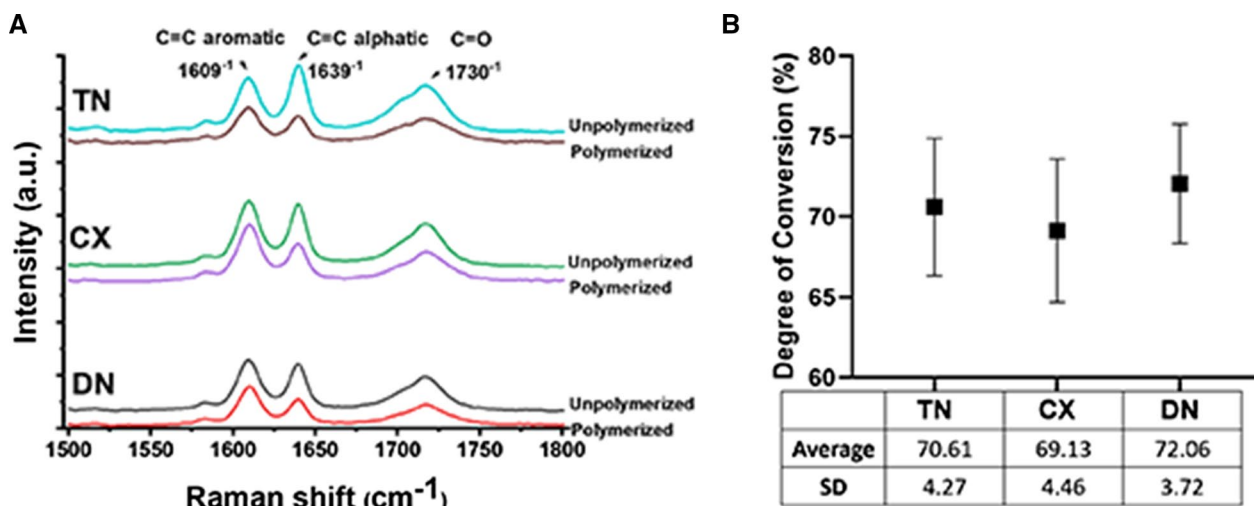 A
C=C aromatic C=C alphatic C=O
1609⁻¹ 1639⁻¹ 1730⁻¹
TN
Unpolymerized
Polymerized
CX
Unpolymerized
Polymerized
DN
Unpolymerized
Polymerized
Intensity (a.u.)
1500 1550 1600 1650 1700 1750 1800
Raman shift (cm⁻¹)
B
Degree of Conversion (%)
80
75
70
65
60
TN CX DN
Average 70.61 69.13 72.06
SD 4.27 4.46 3.72